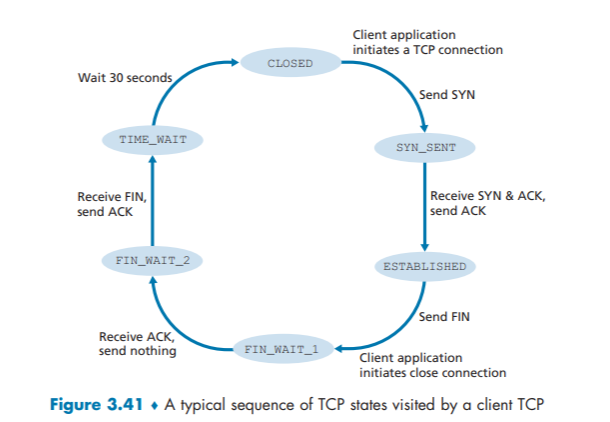 Client application
initiates a TCP connection
CLOSED
Wait 30 seconds
Send SYN
TIME_WAIT
SYN_SENT
Receive FIN,
send ACK
Receive SYN & ACK,
send ACK
FIN_WAIT_2
ESTABLISHED
Send FIN
Receive ACK,
send nothing
FIN_WAIT_1
Client application
initiates close connection
Figure 3.41 ♦ A typical sequence of TCP states visited by a client TCP